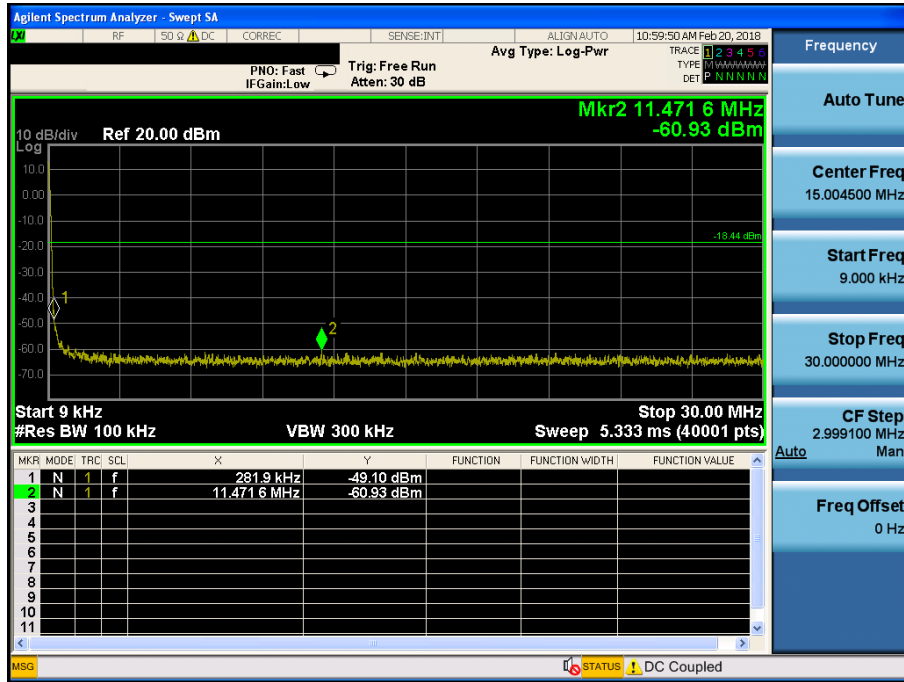 Agilent Spectrum Analyzer - Swept SA
LXI RF 50 Ω DC CORREC SENSE:INT ALIGN AUTO 10:59:50 AM Feb 20, 2018
PNO: Fast
IFGain:Low
Trig: Free Run
Atten: 30 dB
Avg Type: Log-Pwr
TRACE 1 2 3 4 5 6
TYPE M W W W W W
DET P N N N N N
Mkr2 11.471 6 MHz
-60.93 dBm
10 dB/div Ref 20.00 dBm
Log
10.0
0.00
-10.0
-18.44 dBm
-20.0
-30.0
-40.0
1
-50.0
2
-60.0
-70.0
Start 9 kHz Stop 30.00 MHz
#Res BW 100 kHz VBW 300 kHz Sweep 5.333 ms (40001 pts)
MKR MODE TRC SCL X Y FUNCTION FUNCTION WIDTH FUNCTION VALUE
1 N 1 f 281.9 kHz -49.10 dBm
2 N 1 f 11.471 6 MHz -60.93 dBm
3
4
5
6
7
8
9
10
11
MSG STATUS DC Coupled
Frequency
Auto Tune
Center Freq
15.004500 MHz
Start Freq
9.000 kHz
Stop Freq
30.000000 MHz
CF Step
2.999100 MHz
Auto Man
Freq Offset
0 Hz